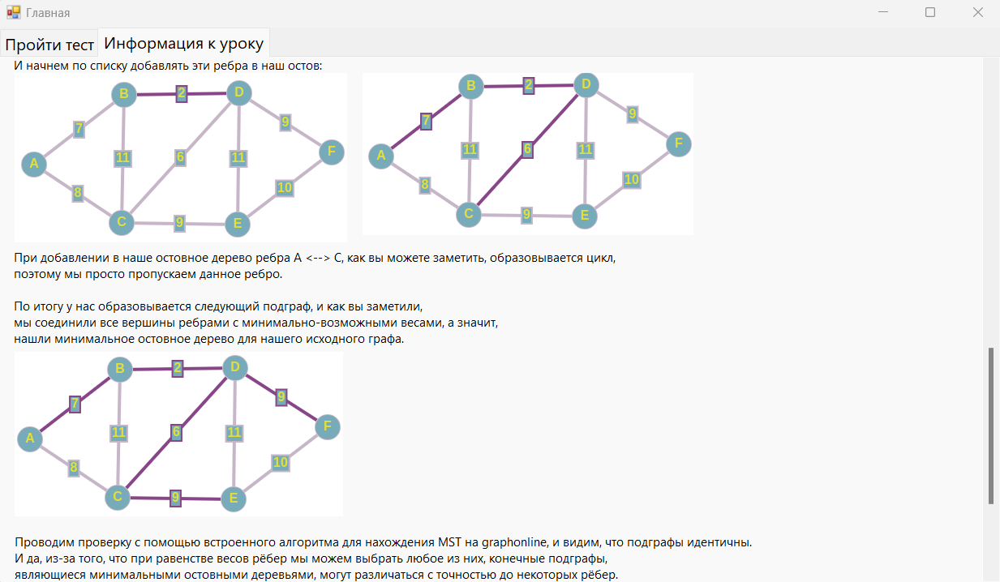 Главная
Пройти тест Информация к уроку
И начнем по списку добавлять эти ребра в наш остов:
B 2 D
7 9
A 11 6 11 F
8 10
C 9 E
B 2 D
7 9
A 11 6 11 F
8 10
C 9 E
При добавлении в наше остовное дерево ребра A <--> C, как вы можете заметить, образовывается цикл,
поэтому мы просто пропускаем данное ребро.
По итогу у нас образовывается следующий подграф, и как вы заметили,
мы соединили все вершины ребрами с минимально-возможными весами, а значит,
нашли минимальное остовное дерево для нашего исходного графа.
B 2 D
7 9
A 11 6 11 F
8 10
C 9 E
Проводим проверку с помощью встроенного алгоритма для нахождения MST на graphonline, и видим, что подграфы идентичны.
И да, из-за того, что при равенстве весов рёбер мы можем выбрать любое из них, конечные подграфы,
являющиеся минимальными остовными деревьями, могут различаться с точностью до некоторых рёбер.